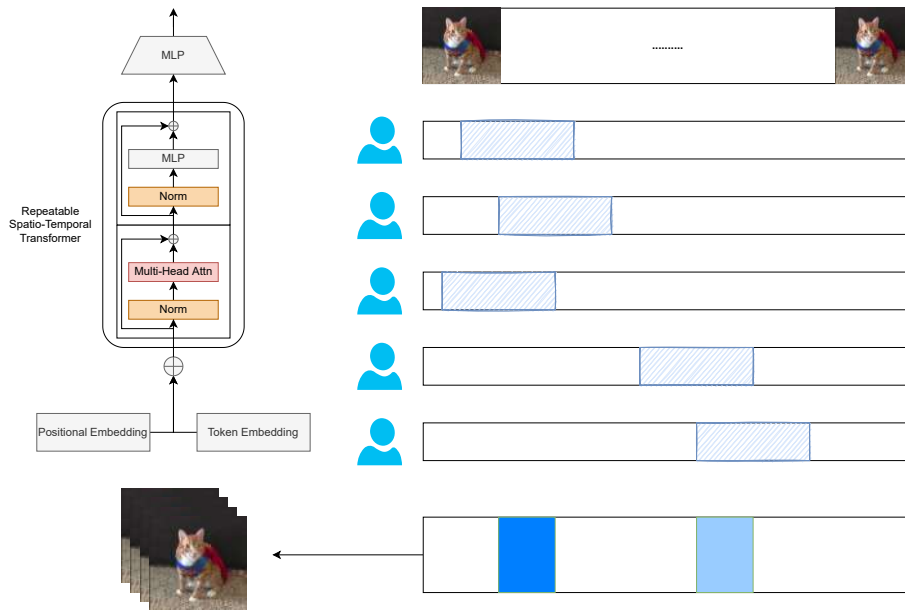 MLP
MLP
Norm
Repeatable
Spatio-Temporal
Transformer
Multi-Head Attn
Norm
Positional Embedding
Token Embedding
..........